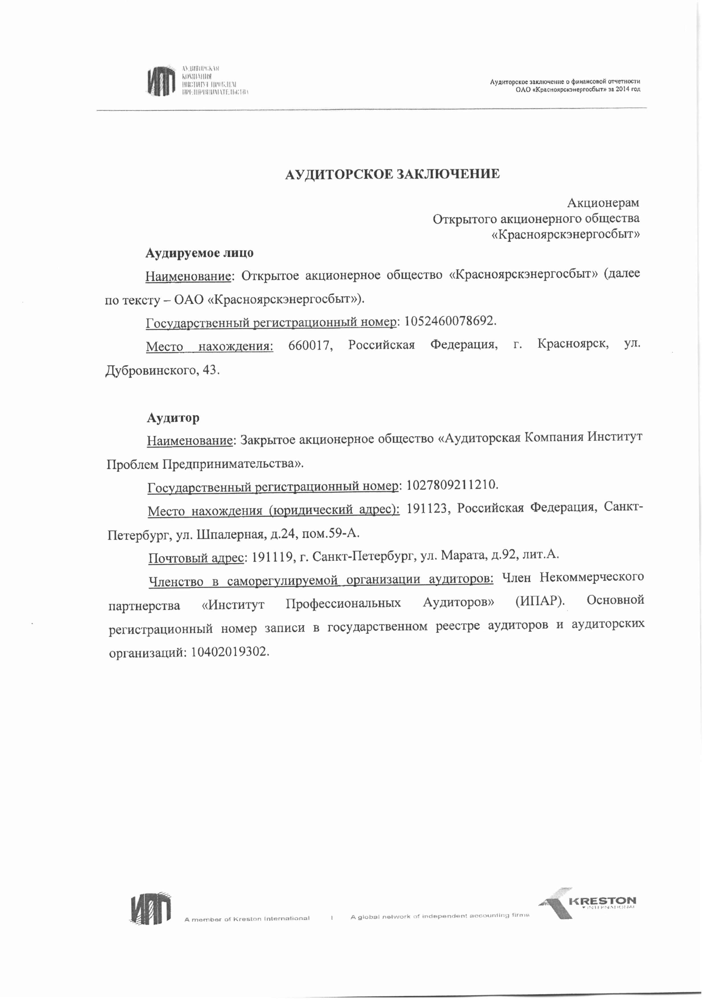 ИПП
АУДИТОРСКАЯ
КОМПАНИЯ
ИНСТИТУТ ПРОБЛЕМ
ПРЕДПРИНИМАТЕЛЬСТВА
Аудиторское заключение о финансовой отчетности
ОАО «Красноярскэнергосбыт» за 2014 год
АУДИТОРСКОЕ ЗАКЛЮЧЕНИЕ
Акционерам
Открытого акционерного общества
«Красноярскэнергосбыт»
Аудируемое лицо
Наименование: Открытое акционерное общество «Красноярскэнергосбыт» (далее
по тексту – ОАО «Красноярскэнергосбыт»).
Государственный регистрационный номер: 1052460078692.
Место нахождения: 660017, Российская Федерация, г. Красноярск, ул.
Дубровинского, 43.
Аудитор
Наименование: Закрытое акционерное общество «Аудиторская Компания Институт
Проблем Предпринимательства».
Государственный регистрационный номер: 1027809211210.
Место нахождения (юридический адрес): 191123, Российская Федерация, Санкт-
Петербург, ул. Шпалерная, д.24, пом.59-А.
Почтовый адрес: 191119, г. Санкт-Петербург, ул. Марата, д.92, лит.А.
Членство в саморегулируемой организации аудиторов: Член Некоммерческого
партнерства «Институт Профессиональных Аудиторов» (ИПАР). Основной
регистрационный номер записи в государственном реестре аудиторов и аудиторских
организаций: 10402019302.
ИПП
A member of Kreston International | A global network of independent accounting firms
KRESTON
INTERNATIONAL